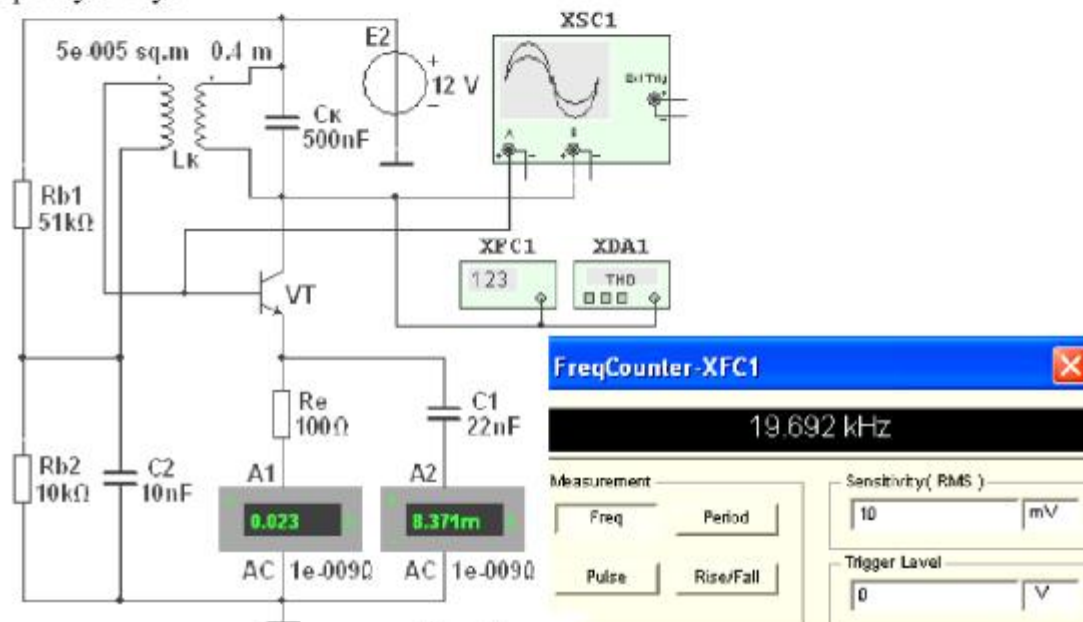 XSC1
E2
5e-005 sq.m 0.4 m
+
12 V
−
Ext Trig
+
−
Cк
500nF
A B
+ − + −
Lк
Rb1
51kΩ
XFC1 XDA1
123 THD
VT
FreqCounter-XFC1
Re
100Ω
C1
22nF
19.692 kHz
Rb2
10kΩ
C2
10nF
A1 A2
Measurement
Sensitivity( RMS )
Freq Period
10 mV
0.023 8.371m
Trigger Level
AC 1e-009Ω AC 1e-009Ω
Pulse Rise/Fall
0 V